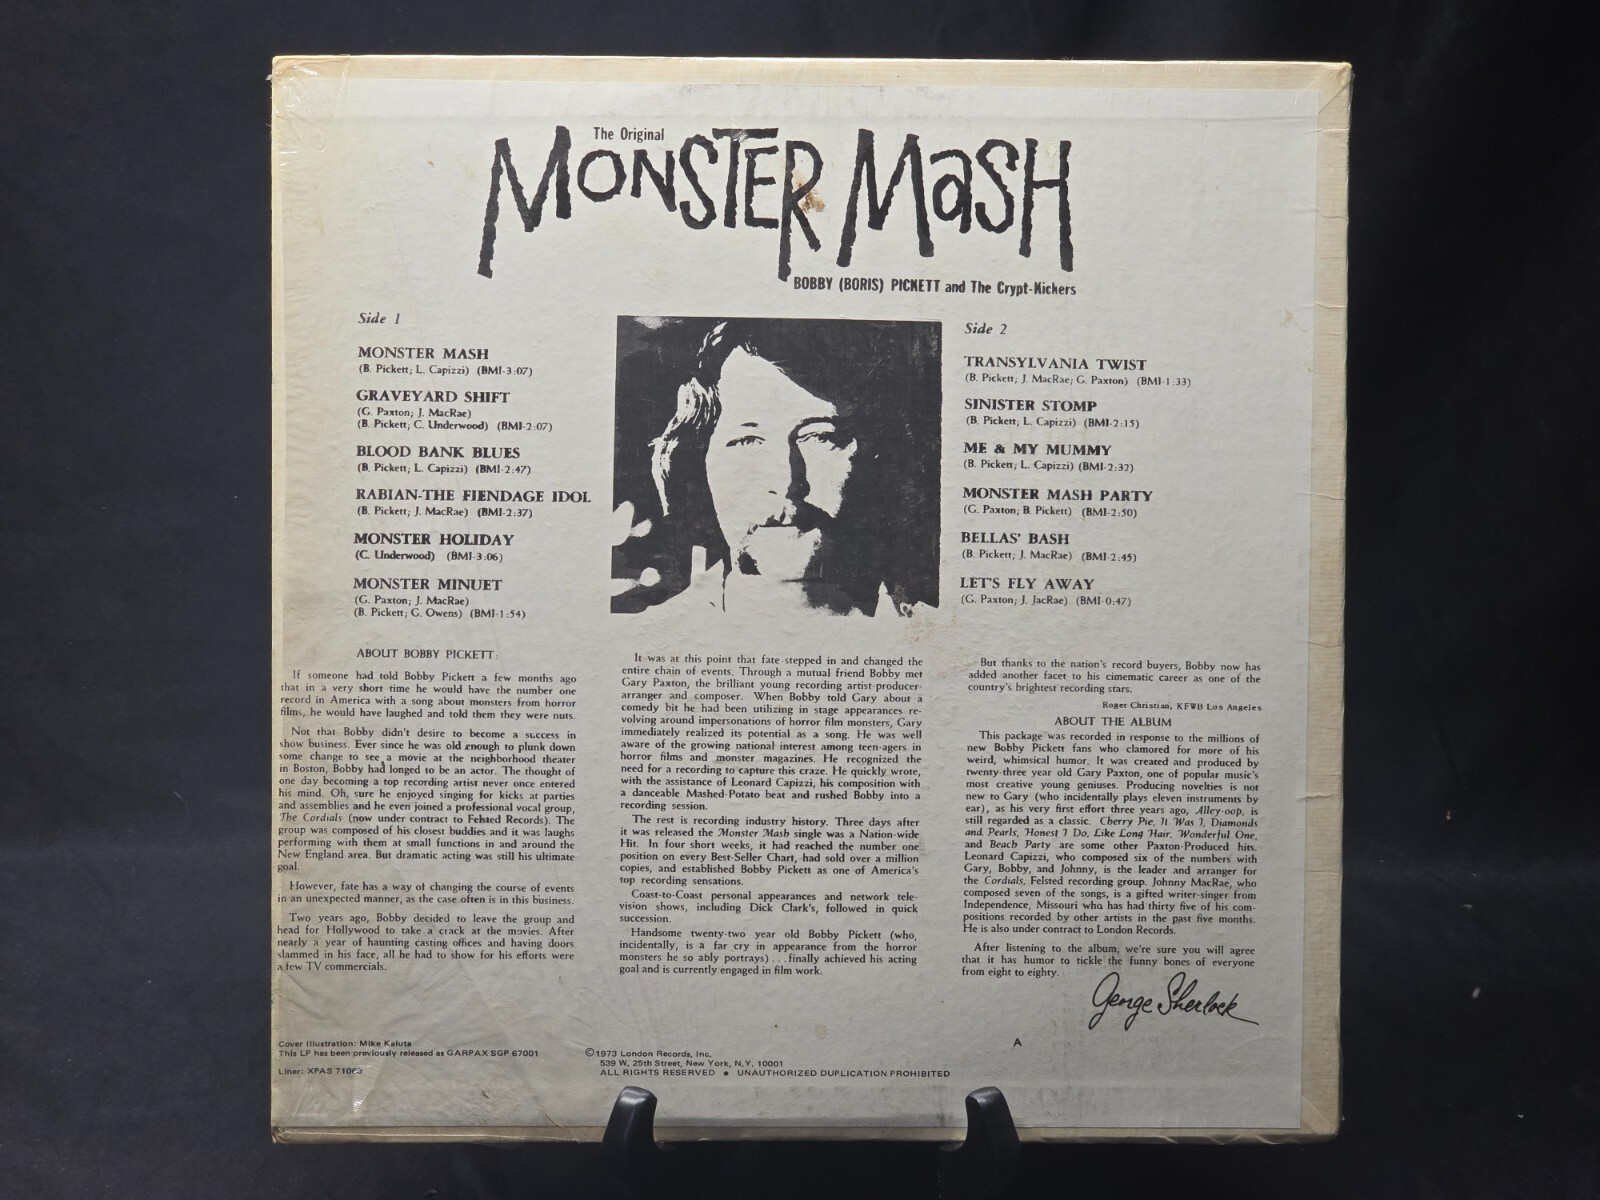 The Original
MONSTER MASH
BOBBY (BORIS) PICKETT and The Crypt-Kickers
Side 1
MONSTER MASH
(B. Pickett; L. Capizzi) (BMI-3:07)
GRAVEYARD SHIFT
(G. Paxton; J. MacRae)
(B. Pickett; C. Underwood) (BMI-2:07)
BLOOD BANK BLUES
(B. Pickett; L. Capizzi) (BMI-2:47)
RABIAN-THE FIENDAGE IDOL
(B. Pickett; J. MacRae) (BMI-2:37)
MONSTER HOLIDAY
(C. Underwood) (BMI-3:06)
MONSTER MINUET
(G. Paxton; J. MacRae)
(B. Pickett; G. Owens) (BMI-1:54)
Side 2
TRANSYLVANIA TWIST
(B. Pickett; J. MacRae; G. Paxton) (BMI-1:33)
SINISTER STOMP
(B. Pickett; L. Capizzi) (BMI-2:15)
ME & MY MUMMY
(B. Pickett; L. Capizzi) (BMI-2:32)
MONSTER MASH PARTY
(G. Paxton; B. Pickett) (BMI-2:50)
BELLAS' BASH
(B. Pickett; J. MacRae) (BMI-2:45)
LET'S FLY AWAY
(G. Paxton; J. JacRae) (BMI-0:47)
ABOUT BOBBY PICKETT:
If someone had told Bobby Pickett a few months ago
that in a very short time he would have the number one
record in America with a song about monsters from horror
films, he would have laughed and told them they were nuts.
Not that Bobby didn't desire to become a success in
show business. Ever since he was old enough to plunk down
some change to see a movie at the neighborhood theater
in Boston, Bobby had longed to be an actor. The thought of
one day becoming a top recording artist never once entered
his mind. Oh, sure he enjoyed singing for kicks at parties
and assemblies and he even joined a professional vocal group,
The Cordials (now under contract to Felsted Records). The
group was composed of his closest buddies and it was laughs
performing with them at small functions in and around the
New England area. But dramatic acting was still his ultimate
goal.
However, fate has a way of changing the course of events
in an unexpected manner, as the case often is in this business.
Two years ago, Bobby decided to leave the group and
head for Hollywood to take a crack at the movies. After
nearly a year of haunting casting offices and having doors
slammed in his face, all he had to show for his efforts were
a few TV commercials.
It was at this point that fate stepped in and changed the
entire chain of events. Through a mutual friend Bobby met
Gary Paxton, the brilliant young recording artist-producer-
arranger and composer. When Bobby told Gary about a
comedy bit he had been utilizing in stage appearances re-
volving around impersonations of horror film monsters, Gary
immediately realized its potential as a song. He was well
aware of the growing national interest among teen-agers in
horror films and monster magazines. He recognized the
need for a recording to capture this craze. He quickly wrote,
with the assistance of Leonard Capizzi, his composition with
a danceable Mashed-Potato beat and rushed Bobby into a
recording session.
The rest is recording industry history. Three days after
it was released the Monster Mash single was a Nation-wide
Hit. In four short weeks, it had reached the number one
position on every Best-Seller Chart, had sold over a million
copies, and established Bobby Pickett as one of America's
top recording sensations.
Coast-to-Coast personal appearances and network tele-
vision shows, including Dick Clark's, followed in quick
succession.
Handsome twenty-two year old Bobby Pickett (who,
incidentally, is a far cry in appearance from the horror
monsters he so ably portrays) . . . finally achieved his acting
goal and is currently engaged in film work.
But thanks to the nation's record buyers, Bobby now has
added another facet to his cimematic career as one of the
country's brightest recording stars.
Roger Christian, KFWB Los Angeles
ABOUT THE ALBUM
This package was recorded in response to the millions of
new Bobby Pickett fans who clamored for more of his
weird, whimsical humor. It was created and produced by
twenty-three year old Gary Paxton, one of popular music's
most creative young geniuses. Producing novelties is not
new to Gary (who incidentally plays eleven instruments by
ear), as his very first effort three years ago, Alley-oop, is
still regarded as a classic. Cherry Pie, It Was I, Diamonds
and Pearls, Honest I Do, Like Long Hair, Wonderful One,
and Beach Party are some other Paxton-Produced hits.
Leonard Capizzi, who composed six of the numbers with
Gary, Bobby, and Johnny, is the leader and arranger for
the Cordials, Felsted recording group. Johnny MacRae, who
composed seven of the songs, is a gifted writer-singer from
Independence, Missouri who has had thirty five of his com-
positions recorded by other artists in the past five months.
He is also under contract to London Records.
After listening to the album, we're sure you will agree
that it has humor to tickle the funny bones of everyone
from eight to eighty.
George Sherlock
A
Cover Illustration: Mike Kaluta
This LP has been previously released as GARPAX SGP 67001
Liner: XPAS 71063
©1973 London Records, Inc.
539 W. 25th Street, New York, N.Y. 10001
ALL RIGHTS RESERVED ● UNAUTHORIZED DUPLICATION PROHIBITED